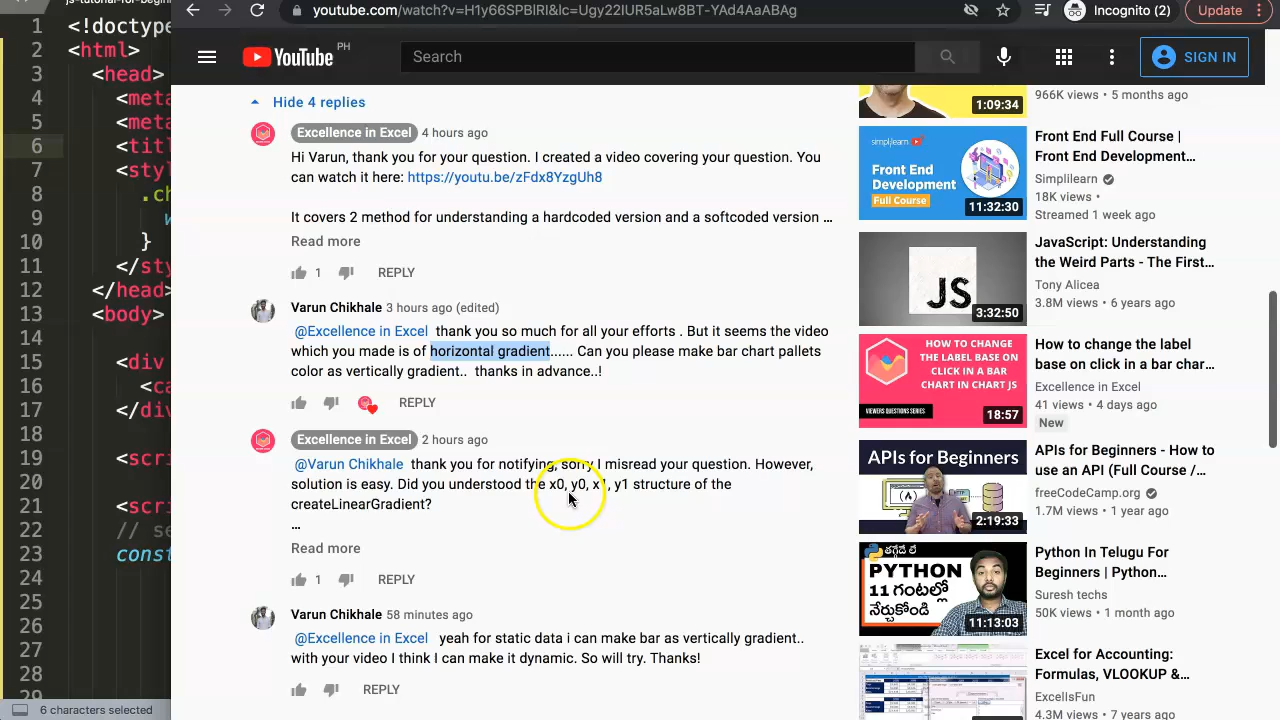 youtube.com/watch?v=H1y66S1
Incognito (2)
Update
YouTube PH
Search
SIGN IN
1 <!doctype
2 <html>
3 <head>
4 <meta
5 <meta
6 <titl
7 <styl
8 .ch
9 w
10 }
11 </sty
12 </head>
13 <body>
14
15 <div
16 <ca
17 </div
18
19 <scri
20
21 <scri
22 // se
23 const
24
25
26
27
28
29
6 characters selected
Hide 4 replies
Excellence in Excel 4 hours ago
Hi Varun, thank you for your question. I created a video covering your question. You
can watch it here: https://youtu.be/zFdx8YzgUh8
It covers 2 method for understanding a hardcoded version and a softcoded version ...
Read more
1 REPLY
Varun Chikhale 3 hours ago (edited)
@Excellence in Excel thank you so much for all your efforts . But it seems the video
which you made is of horizontal gradient...... Can you please make bar chart pallets
color as vertically gradient.. thanks in advance..!
REPLY
Excellence in Excel 2 hours ago
@Varun Chikhale thank you for notifying, sorry I misread your question. However,
solution is easy. Did you understood the x0, y0, x1, y1 structure of the
createLinearGradient?
...
Read more
1 REPLY
Varun Chikhale 58 minutes ago
@Excellence in Excel yeah for static data i can make bar as vertically gradient..
our video I think I can So will try. Thanks!
REPLY
1:09:34
966K views • 5 months ago
simplilearn
Front End
Development
Full Course
11:32:30
Front End Full Course |
Front End Development...
Simplilearn
18K views •
Streamed 1 week ago
JS
3:32:50
JavaScript: Understanding
the Weird Parts - The First...
Tony Alicea
3.8M views • 6 years ago
HOW TO CHANGE
THE LABEL BASE
ON CLICK IN A BAR
CHART IN CHART JS
VIEWERS QUESTIONS SERIES
18:57
How to change the label
base on click in a bar char...
Excellence in Excel
41 views • 4 days ago
New
APIs for Beginners
2:19:33
APIs for Beginners - How to
use an API (Full Course /...
freeCodeCamp.org
1.7M views • 1 year ago
తగ్గేదే లే
PYTHON
11 గంటల్లో
నేర్చుకోండి
11:13:03
Python In Telugu For
Beginners | Python...
Suresh techs
50K views • 1 month ago
Excel for Accounting:
Formulas, VLOOKUP &...
4.3M views • 7 years ago